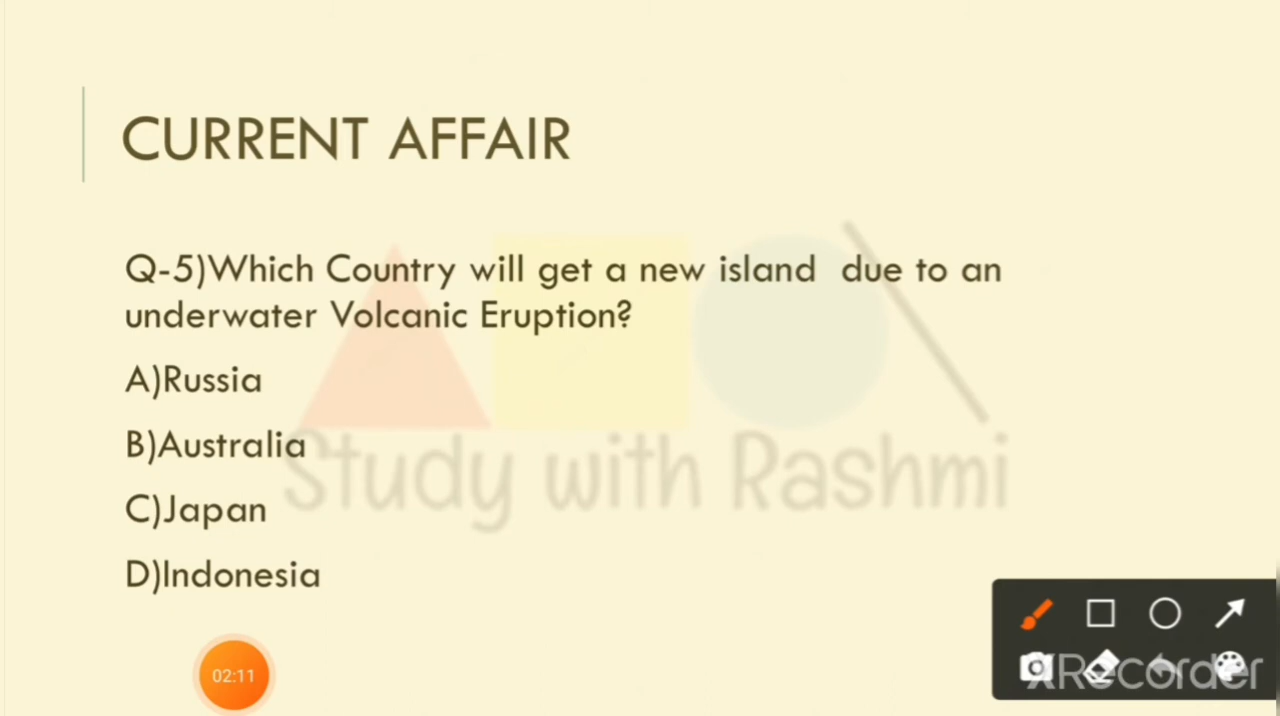 CURRENT AFFAIR
Q-5)Which Country will get a new island due to an
underwater Volcanic Eruption?
A)Russia
B)Australia
C)Japan
D)Indonesia
Study with Rashmi
02:11
XRecorder